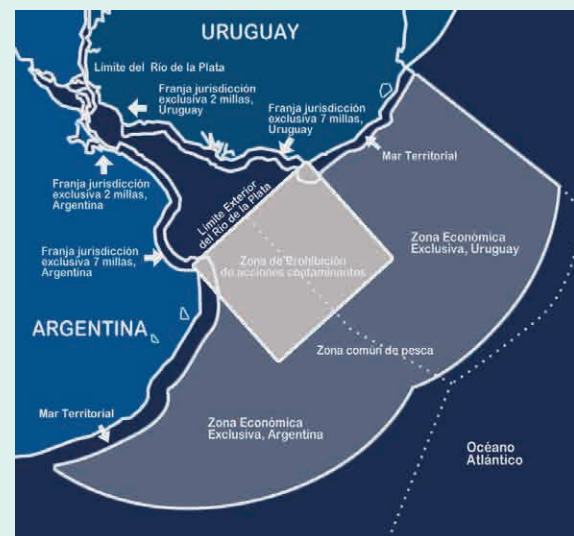 URUGUAY
Límite del Río de la Plata
Franja jurisdicción
exclusiva 2 millas,
Uruguay
Franja jurisdicción
exclusiva 7 millas,
Uruguay
Mar Territorial
Franja jurisdicción
exclusiva 2 millas,
Argentina
Límite Exterior
del Río de la Plata
Zona Económica
Exclusiva, Uruguay
Franja jurisdicción
exclusiva 7 millas,
Argentina
Zona de Prohibición
de acciones contaminantos
ARGENTINA
Zona común de pesca
Mar Territorial
Zona Económica
Exclusiva, Argentina
Océano
Atlántico